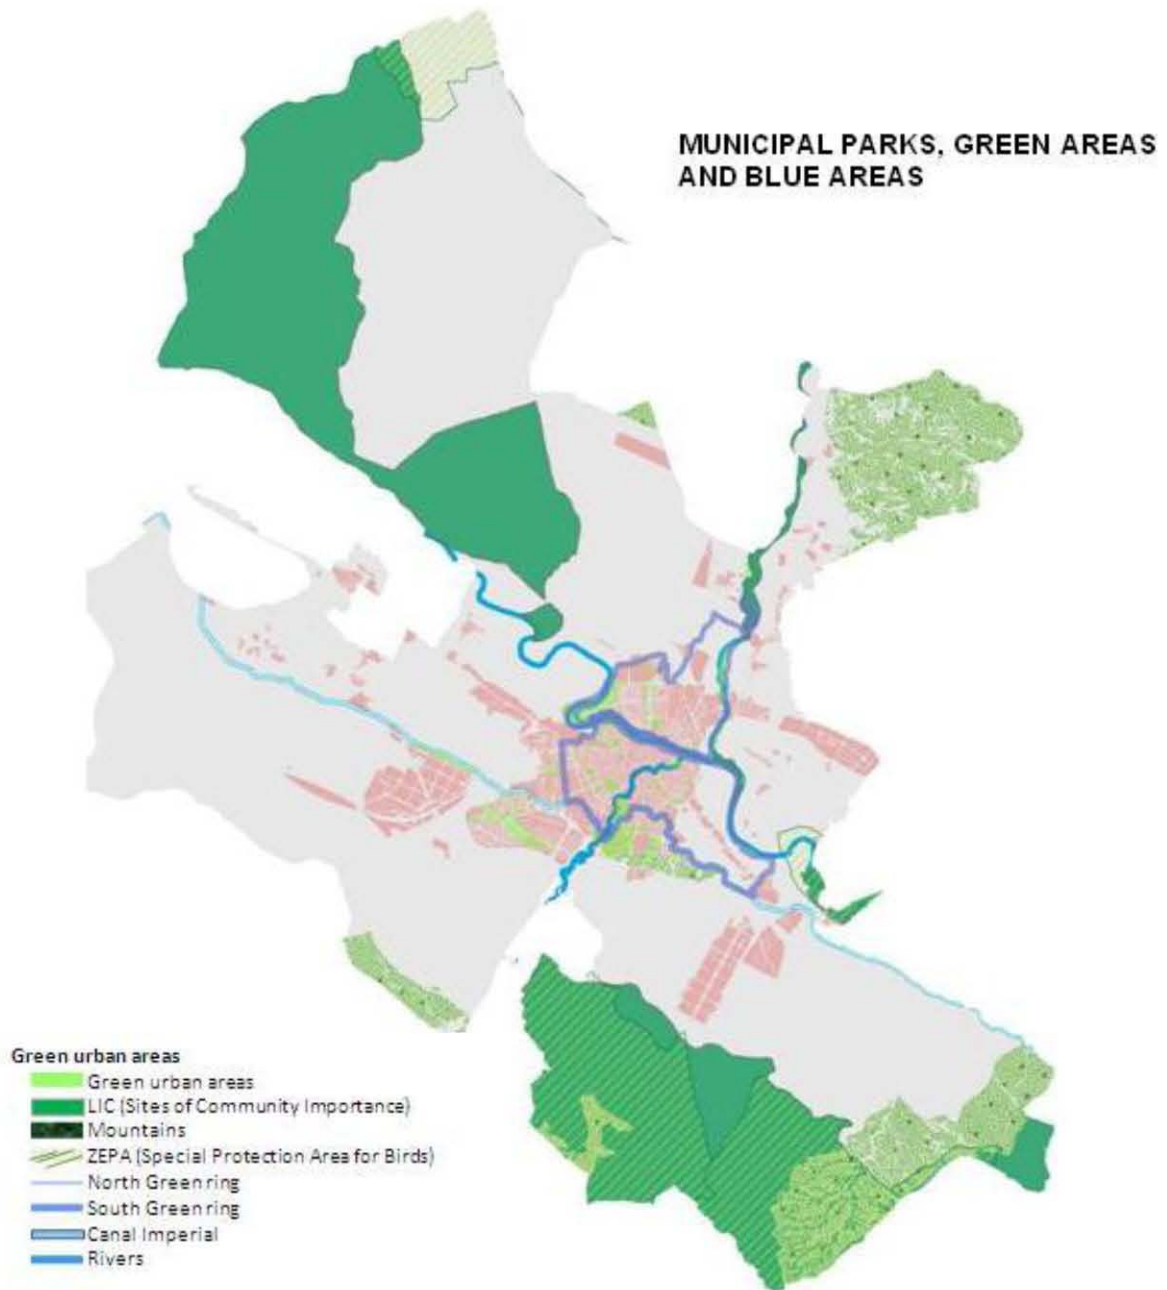 MUNICIPAL PARKS, GREEN AREAS
AND BLUE AREAS
Green urban areas
Green urban areas
LIC (Sites of Community Importance)
Mountains
ZEPA (Special Protection Area for Birds)
North Green ring
South Green ring
Canal Imperial
Rivers